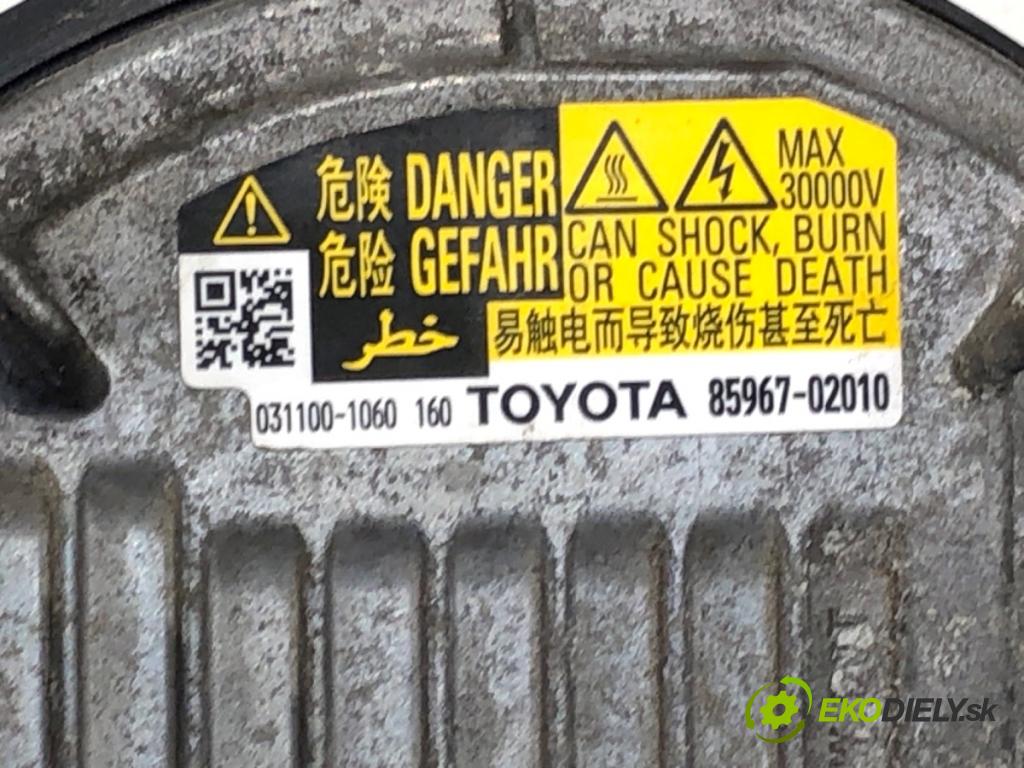 危険 DANGER
危险 GEFAHR
خطر
MAX
30000V
CAN SHOCK, BURN
OR CAUSE DEATH
易触电而导致烧伤甚至死亡
031100-1060 160 TOYOTA 85967-02010
EKODIELY.sk